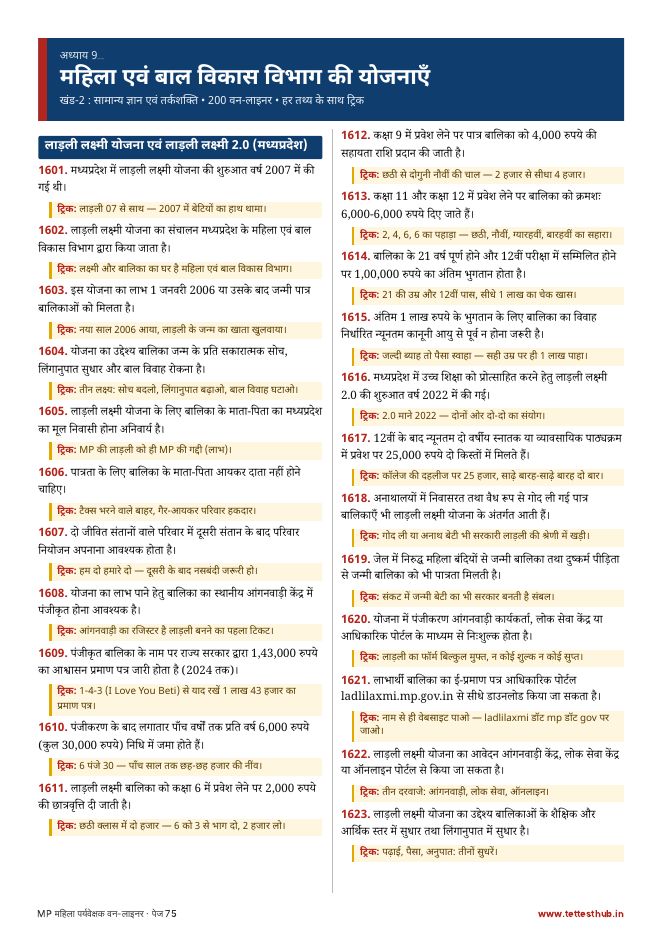 अध्याय 9...
महिला एवं बाल विकास विभाग की योजनाएँ
खंड-2 : सामान्य ज्ञान एवं तर्कशक्ति • 200 वन-लाइनर • हर तथ्य के साथ ट्रिक
लाड़ली लक्ष्मी योजना एवं लाड़ली लक्ष्मी 2.0 (मध्यप्रदेश)
1601. मध्यप्रदेश में लाड़ली लक्ष्मी योजना की शुरुआत वर्ष 2007 में की
गई थी।
ट्रिक: लाड़ली 07 से साथ — 2007 में बेटियों का हाथ थामा।
1602. लाड़ली लक्ष्मी योजना का संचालन मध्यप्रदेश के महिला एवं बाल
विकास विभाग द्वारा किया जाता है।
ट्रिक: लक्ष्मी और बालिका का घर है महिला एवं बाल विकास विभाग।
1603. इस योजना का लाभ 1 जनवरी 2006 या उसके बाद जन्मी पात्र
बालिकाओं को मिलता है।
ट्रिक: नया साल 2006 आया, लाड़ली के जन्म का खाता खुलवाया।
1604. योजना का उद्देश्य बालिका जन्म के प्रति सकारात्मक सोच,
लिंगानुपात सुधार और बाल विवाह रोकना है।
ट्रिक: तीन लक्ष्य: सोच बदलो, लिंगानुपात बढ़ाओ, बाल विवाह घटाओ।
1605. लाड़ली लक्ष्मी योजना के लिए बालिका के माता-पिता का मध्यप्रदेश
का मूल निवासी होना अनिवार्य है।
ट्रिक: MP की लाड़ली को ही MP की गद्दी (लाभ)।
1606. पात्रता के लिए बालिका के माता-पिता आयकर दाता नहीं होने
चाहिए।
ट्रिक: टैक्स भरने वाले बाहर, गैर-आयकर परिवार हकदार।
1607. दो जीवित संतानों वाले परिवार में दूसरी संतान के बाद परिवार
नियोजन अपनाना आवश्यक होता है।
ट्रिक: हम दो हमारे दो — दूसरी के बाद नसबंदी जरूरी हो।
1608. योजना का लाभ पाने हेतु बालिका का स्थानीय आंगनवाड़ी केंद्र में
पंजीकृत होना आवश्यक है।
ट्रिक: आंगनवाड़ी का रजिस्टर है लाड़ली बनने का पहला टिकट।
1609. पंजीकृत बालिका के नाम पर राज्य सरकार द्वारा 1,43,000 रुपये
का आश्वासन प्रमाण पत्र जारी होता है (2024 तक)।
ट्रिक: 1-4-3 (I Love You Beti) से याद रखें 1 लाख 43 हजार का
प्रमाण पत्र।
1610. पंजीकरण के बाद लगातार पाँच वर्षों तक प्रति वर्ष 6,000 रुपये
(कुल 30,000 रुपये) निधि में जमा होते हैं।
ट्रिक: 6 पंजे 30 — पाँच साल तक छह-छह हजार की नींव।
1611. लाड़ली लक्ष्मी बालिका को कक्षा 6 में प्रवेश लेने पर 2,000 रुपये
की छात्रवृत्ति दी जाती है।
ट्रिक: छठी क्लास में दो हजार — 6 को 3 से भाग दो, 2 हजार लो।
1612. कक्षा 9 में प्रवेश लेने पर पात्र बालिका को 4,000 रुपये की
सहायता राशि प्रदान की जाती है।
ट्रिक: छठी से दोगुनी नौवीं की चाल — 2 हजार से सीधा 4 हजार।
1613. कक्षा 11 और कक्षा 12 में प्रवेश लेने पर बालिका को क्रमशः
6,000-6,000 रुपये दिए जाते हैं।
ट्रिक: 2, 4, 6, 6 का पहाड़ा — छठी, नौवीं, ग्यारहवीं, बारहवीं का सहारा।
1614. बालिका के 21 वर्ष पूर्ण होने और 12वीं परीक्षा में सम्मिलित होने
पर 1,00,000 रुपये का अंतिम भुगतान होता है।
ट्रिक: 21 की उम्र और 12वीं पास, सीधे 1 लाख का चेक खास।
1615. अंतिम 1 लाख रुपये के भुगतान के लिए बालिका का विवाह
निर्धारित न्यूनतम कानूनी आयु से पूर्व न होना जरूरी है।
ट्रिक: जल्दी ब्याह तो पैसा स्वाहा — सही उम्र पर ही 1 लाख पाहा।
1616. मध्यप्रदेश में उच्च शिक्षा को प्रोत्साहित करने हेतु लाड़ली लक्ष्मी
2.0 की शुरुआत वर्ष 2022 में की गई।
ट्रिक: 2.0 माने 2022 — दोनों ओर दो-दो का संयोग।
1617. 12वीं के बाद न्यूनतम दो वर्षीय स्नातक या व्यावसायिक पाठ्यक्रम
में प्रवेश पर 25,000 रुपये दो किस्तों में मिलते हैं।
ट्रिक: कॉलेज की दहलीज पर 25 हजार, साढ़े बारह-साढ़े बारह दो बार।
1618. अनाथालयों में निवासरत तथा वैध रूप से गोद ली गई पात्र
बालिकाएँ भी लाड़ली लक्ष्मी योजना के अंतर्गत आती हैं।
ट्रिक: गोद ली या अनाथ बेटी भी सरकारी लाड़ली की श्रेणी में खड़ी।
1619. जेल में निरुद्ध महिला बंदियों से जन्मी बालिका तथा दुष्कर्म पीड़िता
से जन्मी बालिका को भी पात्रता मिलती है।
ट्रिक: संकट में जन्मी बेटी का भी सरकार बनती है संबल।
1620. योजना में पंजीकरण आंगनवाड़ी कार्यकर्ता, लोक सेवा केंद्र या
आधिकारिक पोर्टल के माध्यम से निःशुल्क होता है।
ट्रिक: लाड़ली का फॉर्म बिल्कुल मुफ्त, न कोई शुल्क न कोई सुप्त।
1621. लाभार्थी बालिका का ई-प्रमाण पत्र आधिकारिक पोर्टल
ladlilaxmi.mp.gov.in से सीधे डाउनलोड किया जा सकता है।
ट्रिक: नाम से ही वेबसाइट पाओ — ladlilaxmi डॉट mp डॉट gov पर
जाओ।
1622. लाड़ली लक्ष्मी योजना का आवेदन आंगनवाड़ी केंद्र, लोक सेवा केंद्र
या ऑनलाइन पोर्टल से किया जा सकता है।
ट्रिक: तीन दरवाजे: आंगनवाड़ी, लोक सेवा, ऑनलाइन।
1623. लाड़ली लक्ष्मी योजना का उद्देश्य बालिकाओं के शैक्षिक और
आर्थिक स्तर में सुधार तथा लिंगानुपात में सुधार है।
ट्रिक: पढ़ाई, पैसा, अनुपात: तीनों सुधरें।
MP महिला पर्यवेक्षक वन-लाइनर · पेज 75
www.tettesthub.in